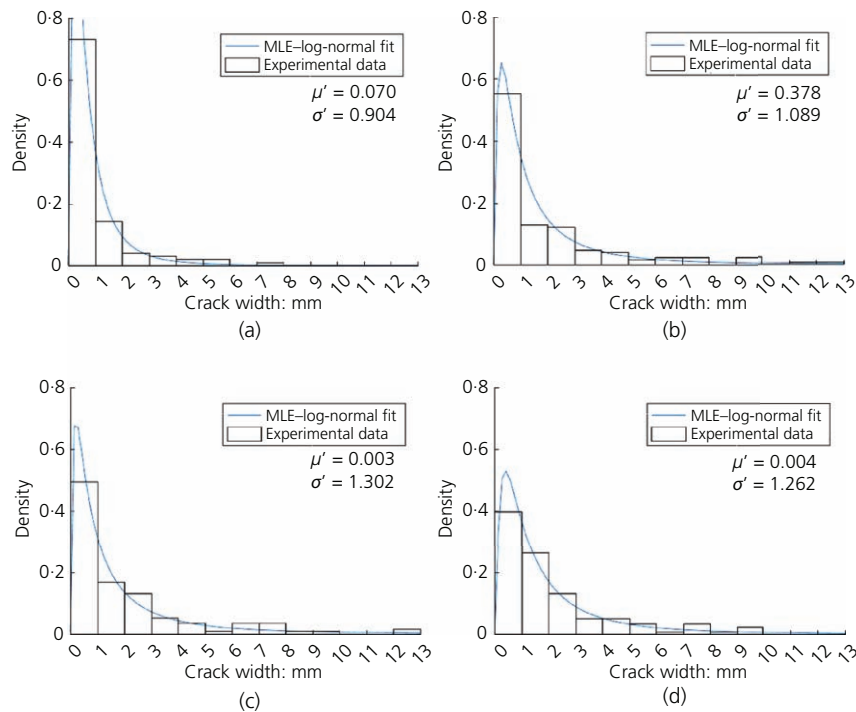 0·8
0·6
0·4
0·2
0
Density
MLE–log-normal fit
Experimental data
μ′ = 0.070
σ′ = 0.904
0 1 2 3 4 5 6 7 8 9 10 11 12 13
Crack width: mm
(a)
0·8
0·6
0·4
0·2
0
Density
MLE–log-normal fit
Experimental data
μ′ = 0.378
σ′ = 1.089
0 1 2 3 4 5 6 7 8 9 10 11 12 13
Crack width: mm
(b)
0·8
0·6
0·4
0·2
0
Density
MLE–log-normal fit
Experimental data
μ′ = 0.003
σ′ = 1.302
0 1 2 3 4 5 6 7 8 9 10 11 12 13
Crack width: mm
(c)
0·8
0·6
0·4
0·2
0
Density
MLE–log-normal fit
Experimental data
μ′ = 0.004
σ′ = 1.262
0 1 2 3 4 5 6 7 8 9 10 11 12 13
Crack width: mm
(d)